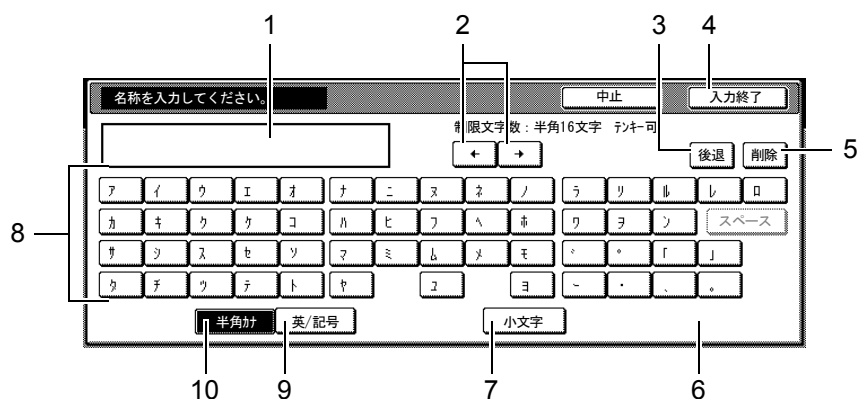 1 2 3 4
名称を入力してください。 中止 入力終了
制限文字数：半角16文字 ﾃﾝｷｰ可
← → 後退 削除 5
ｱ ｲ ｳ ｴ ｵ ﾅ ﾆ ﾇ ﾈ ﾉ ﾗ ﾘ ﾙ ﾚ ﾛ
8 ｶ ｷ ｸ ｹ ｺ ﾊ ﾋ ﾌ ﾍ ﾎ ﾜ ｦ ﾝ スペース
ｻ ｼ ｽ ｾ ｿ ﾏ ﾐ ﾑ ﾒ ﾓ ﾞ ﾟ ｢ ｣
ﾀ ﾁ ﾂ ﾃ ﾄ ﾔ ﾕ ﾖ ｰ ･ ､ ｡
半角ｶﾅ 英/記号 小文字
10 9 7 6